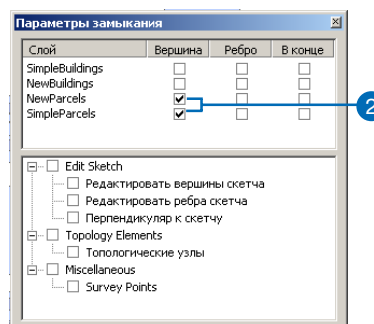 Параметры замыкания
Слой Вершина Ребро В конце
SimpleBuildings
NewBuildings
NewParcels
SimpleParcels
2
Edit Sketch
Редактировать вершины скетча
Редактировать ребра скетча
Перпендикуляр к скетчу
Topology Elements
Топологические узлы
Miscellaneous
Survey Points